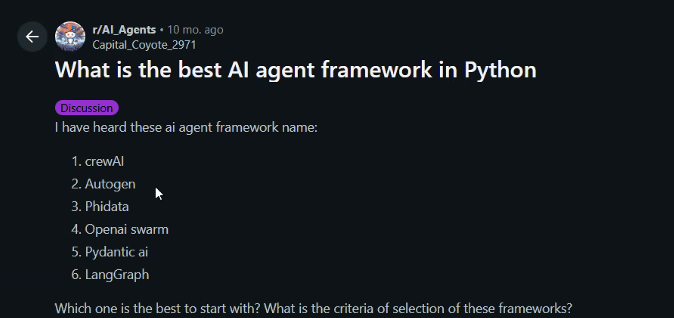 r/AI_Agents • 10 mo. ago
Capital_Coyote_2971
What is the best AI agent framework in Python
Discussion
I have heard these ai agent framework name:
1. crewAI
2. Autogen
3. Phidata
4. Openai swarm
5. Pydantic ai
6. LangGraph
Which one is the best to start with? What is the criteria of selection of these frameworks?